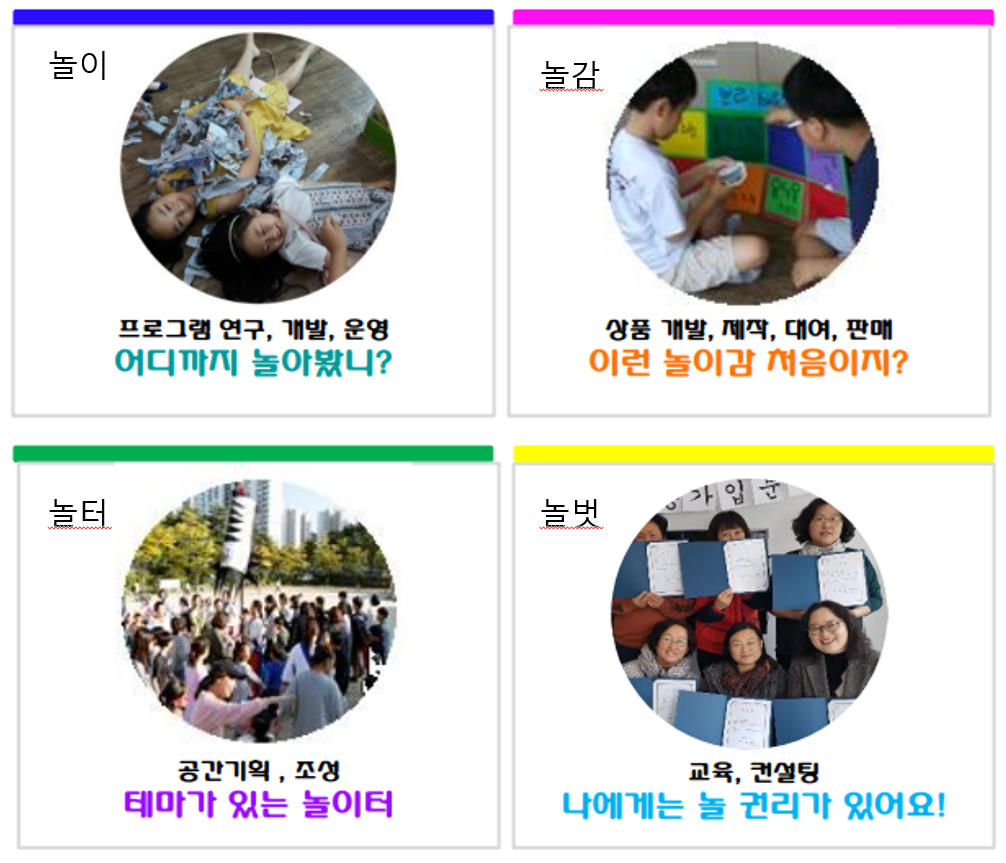 놀이
프로그램 연구, 개발, 운영
어디까지 놀아봤니?
놀감
상품 개발, 제작, 대여, 판매
이런 놀이감 처음이지?
놀터
공간기획 , 조성
테마가 있는 놀이터
놀벗
가입문
교육, 컨설팅
나에게는 놀 권리가 있어요!